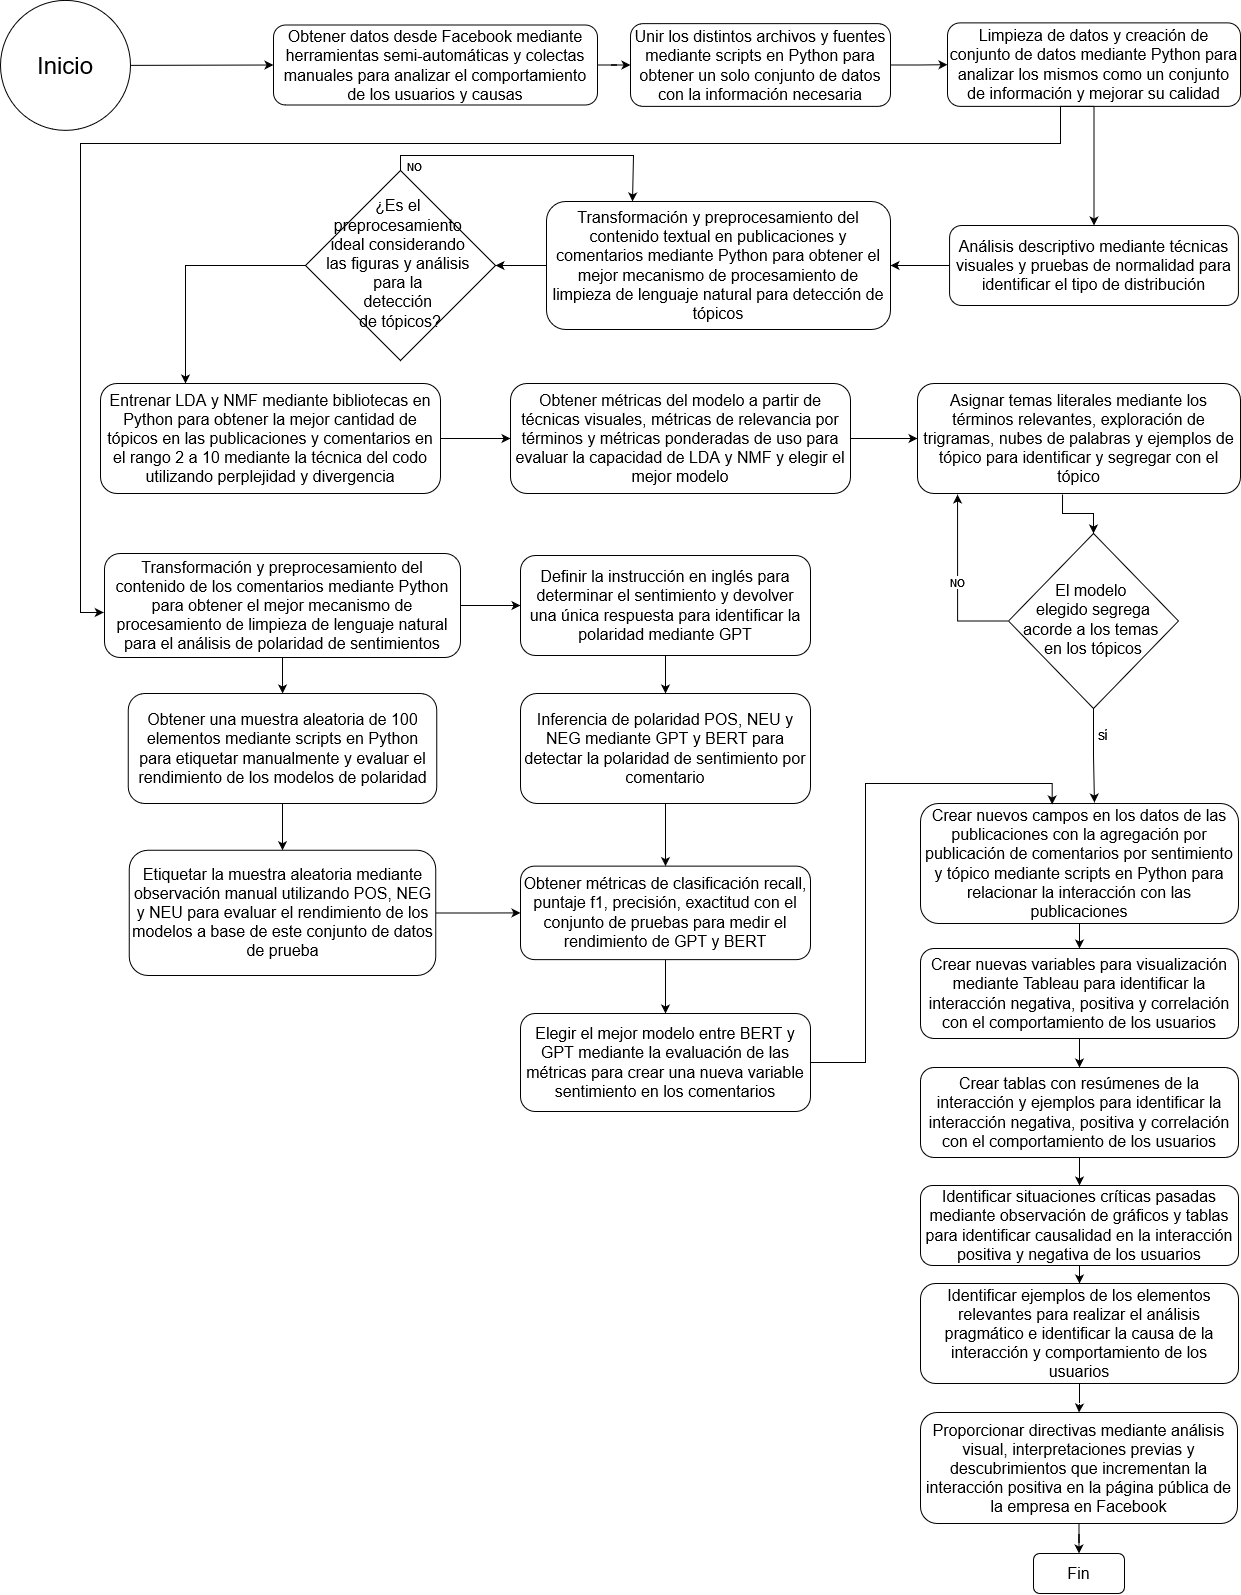 Inicio
Obtener datos desde Facebook mediante
herramientas semi-automáticas y colectas
manuales para analizar el comportamiento
de los usuarios y causas
Unir los distintos archivos y fuentes
mediante scripts en Python para
obtener un solo conjunto de datos
con la información necesaria
Limpieza de datos y creación de
conjunto de datos mediante Python para
analizar los mismos como un conjunto
de información y mejorar su calidad
NO
¿Es el
preprocesamiento
ideal considerando
las figuras y análisis
para la
detección
de tópicos?
Transformación y preprocesamiento del
contenido textual en publicaciones y
comentarios mediante Python para obtener el
mejor mecanismo de procesamiento de
limpieza de lenguaje natural para detección de
tópicos
Análisis descriptivo mediante técnicas
visuales y pruebas de normalidad para
identificar el tipo de distribución
Entrenar LDA y NMF mediante bibliotecas en
Python para obtener la mejor cantidad de
tópicos en las publicaciones y comentarios en
el rango 2 a 10 mediante la técnica del codo
utilizando perplejidad y divergencia
Obtener métricas del modelo a partir de
técnicas visuales, métricas de relevancia por
términos y métricas ponderadas de uso para
evaluar la capacidad de LDA y NMF y elegir el
mejor modelo
Asignar temas literales mediante los
términos relevantes, exploración de
trigramas, nubes de palabras y ejemplos de
tópico para identificar y segregar con el
tópico
Transformación y preprocesamiento del
contenido de los comentarios mediante Python
para obtener el mejor mecanismo de
procesamiento de limpieza de lenguaje natural
para el análisis de polaridad de sentimientos
Definir la instrucción en inglés para
determinar el sentimiento y devolver
una única respuesta para identificar la
polaridad mediante GPT
NO
El modelo
elegido segrega
acorde a los temas
en los tópicos
si
Obtener una muestra aleatoria de 100
elementos mediante scripts en Python
para etiquetar manualmente y evaluar el
rendimiento de los modelos de polaridad
Inferencia de polaridad POS, NEU y
NEG mediante GPT y BERT para
detectar la polaridad de sentimiento por
comentario
Crear nuevos campos en los datos de las
publicaciones con la agregación por
publicación de comentarios por sentimiento
y tópico mediante scripts en Python para
relacionar la interacción con las
publicaciones
Etiquetar la muestra aleatoria mediante
observación manual utilizando POS, NEG
y NEU para evaluar el rendimiento de los
modelos a base de este conjunto de datos
de prueba
Obtener métricas de clasificación recall,
puntaje f1, precisión, exactitud con el
conjunto de pruebas para medir el
rendimiento de GPT y BERT
Crear nuevas variables para visualización
mediante Tableau para identificar la
interacción negativa, positiva y correlación
con el comportamiento de los usuarios
Elegir el mejor modelo entre BERT y
GPT mediante la evaluación de las
métricas para crear una nueva variable
sentimiento en los comentarios
Crear tablas con resúmenes de la
interacción y ejemplos para identificar la
interacción negativa, positiva y correlación
con el comportamiento de los usuarios
Identificar situaciones críticas pasadas
mediante observación de gráficos y tablas
para identificar causalidad en la interacción
positiva y negativa de los usuarios
Identificar ejemplos de los elementos
relevantes para realizar el análisis
pragmático e identificar la causa de la
interacción y comportamiento de los
usuarios
Proporcionar directivas mediante análisis
visual, interpretaciones previas y
descubrimientos que incrementan la
interacción positiva en la página pública de
la empresa en Facebook
Fin